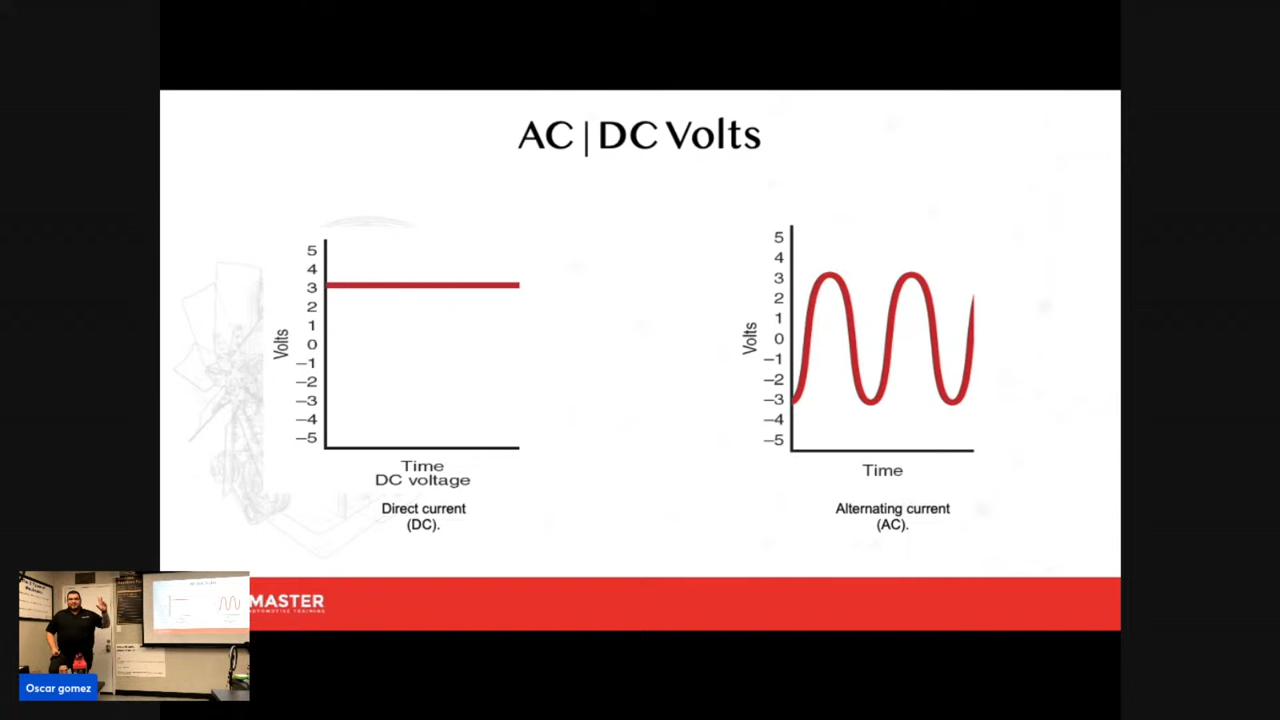 AC | DC Volts
5
4
3
2
1
0
−1
−2
−3
−4
−5
Volts
Time
DC voltage
Direct current
(DC).
5
4
3
2
1
0
−1
−2
−3
−4
−5
Volts
Time
Alternating current
(AC).
MASTER
AUTOMOTIVE TRAINING
Oscar gomez